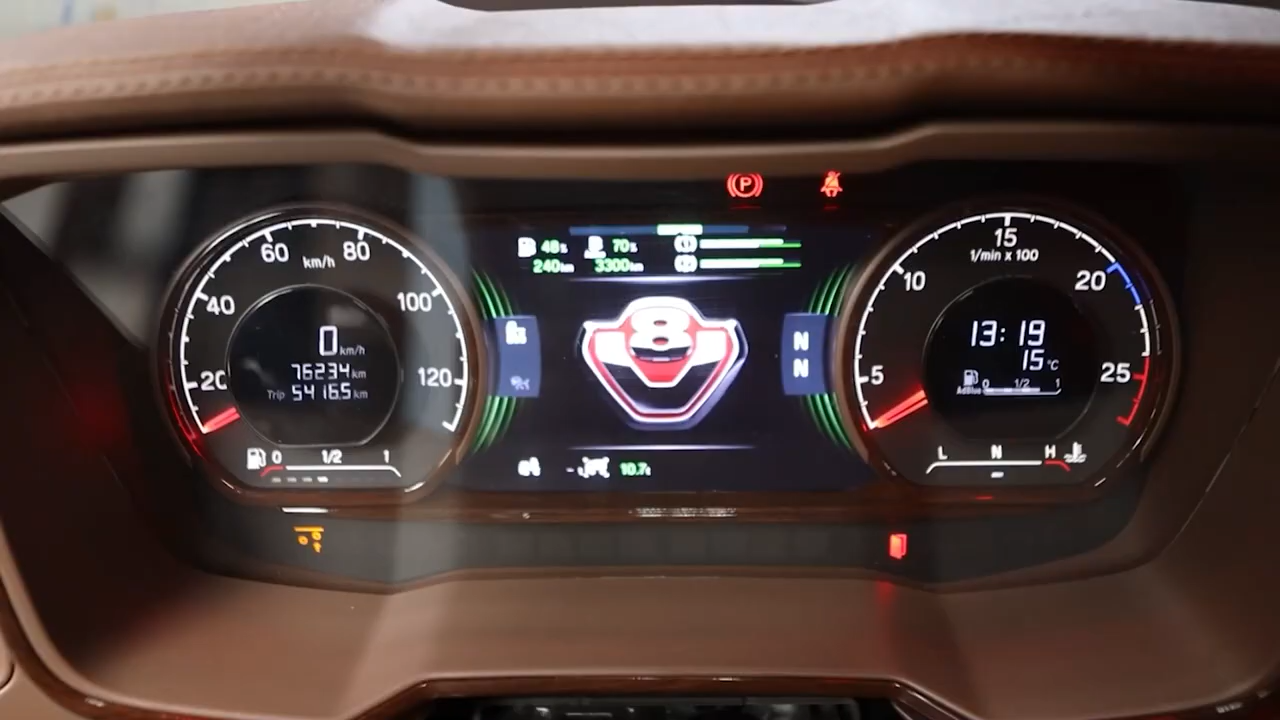 P
60
80
km/h
40
100
20
120
0 km/h
76234 km
Trip 5416.5 km
0 1/2 1
48% 70%
240km 3300km
8
N
N
10.7t
15
1/min x 100
10
20
5
25
13:19
15°C
AdBlue 0 1/2 1
L N H